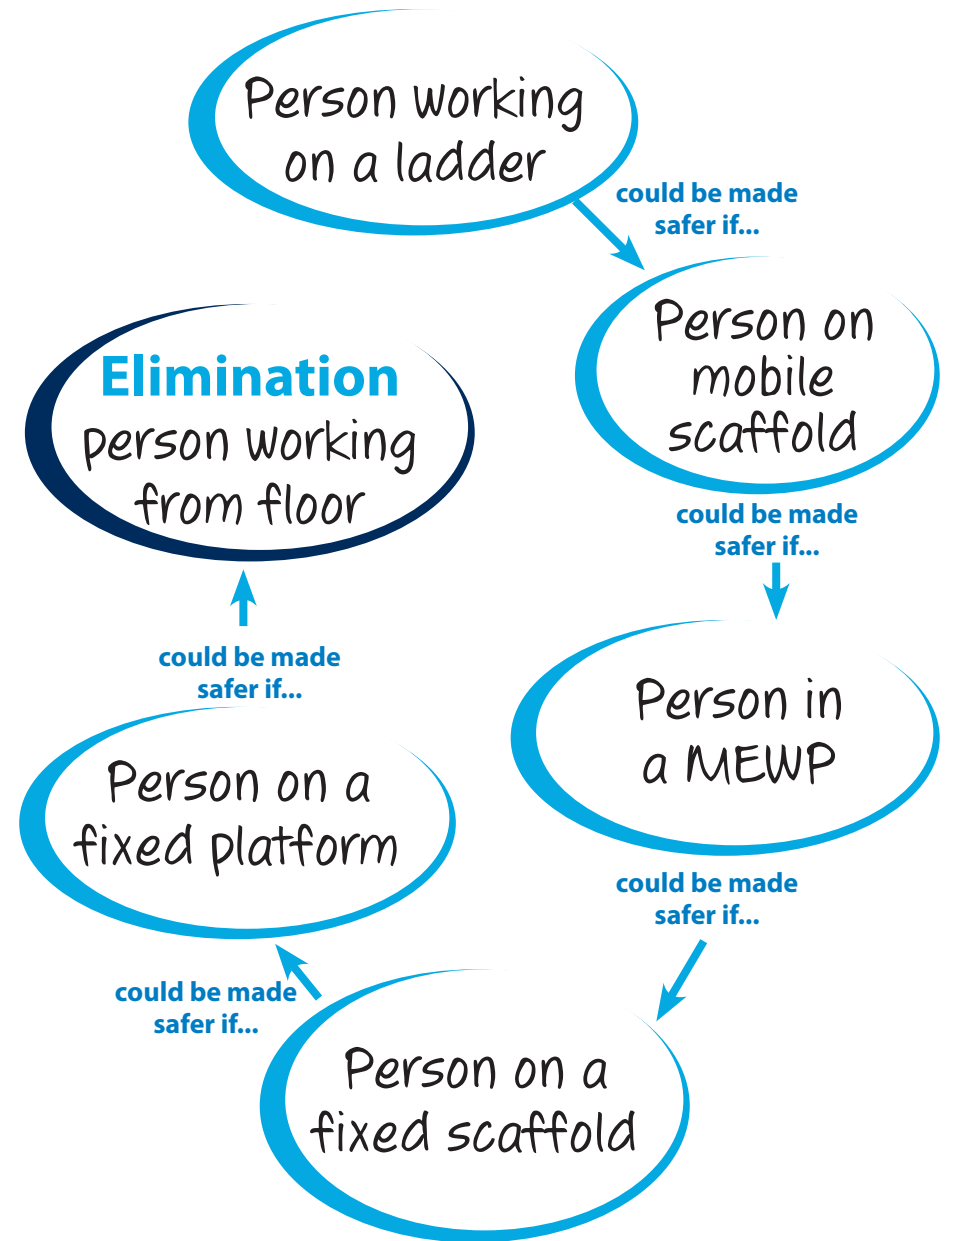 Person working
on a ladder
could be made
safer if...
Person on
mobile
scaffold
could be made
safer if...
Person in
a MEWP
could be made
safer if...
Person on a
fixed scaffold
could be made
safer if...
Person on a
fixed platform
could be made
safer if...
Elimination
person working
from floor